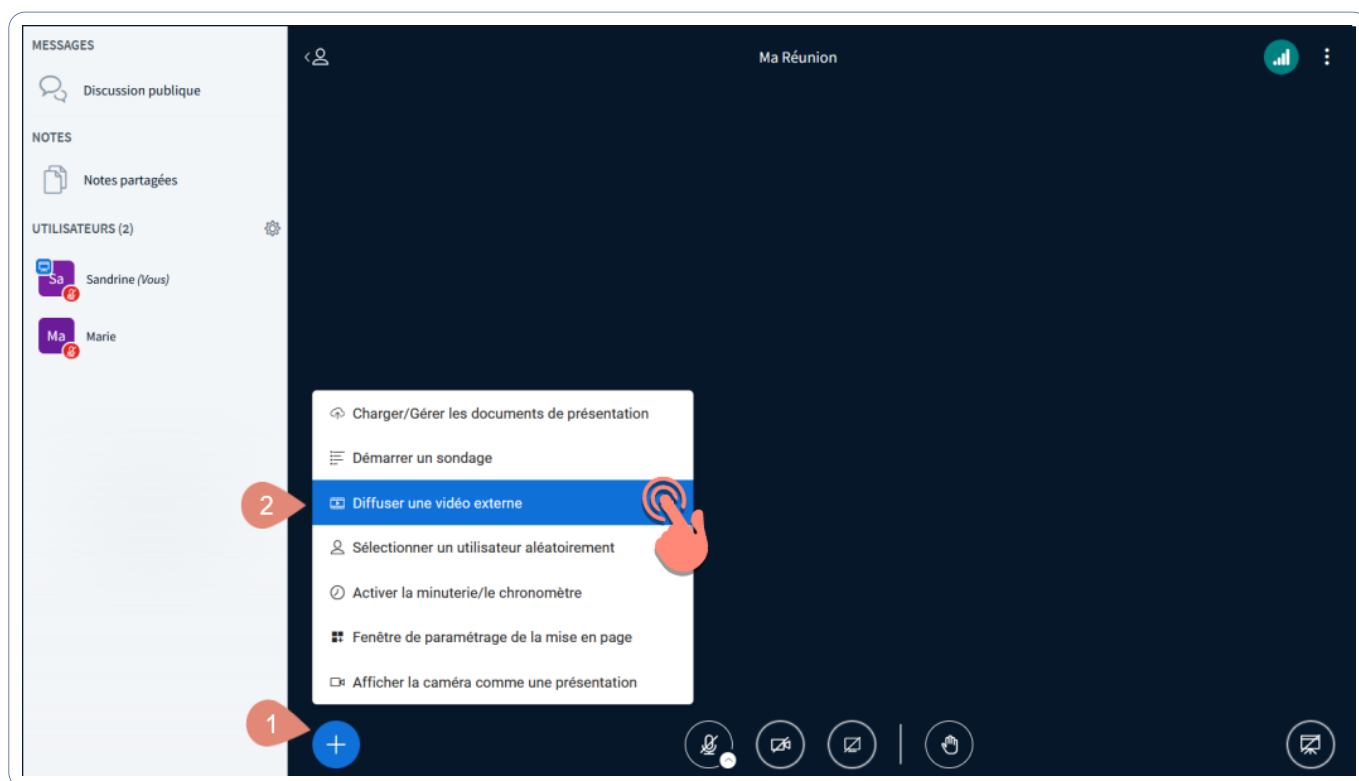 MESSAGES
Discussion publique
NOTES
Notes partagées
UTILISATEURS (2)
Sa
Sandrine (Vous)
Ma
Marie
Ma Réunion
Charger/Gérer les documents de présentation
Démarrer un sondage
2
Diffuser une vidéo externe
Sélectionner un utilisateur aléatoirement
Activer la minuterie/le chronomètre
Fenêtre de paramétrage de la mise en page
Afficher la caméra comme une présentation
1